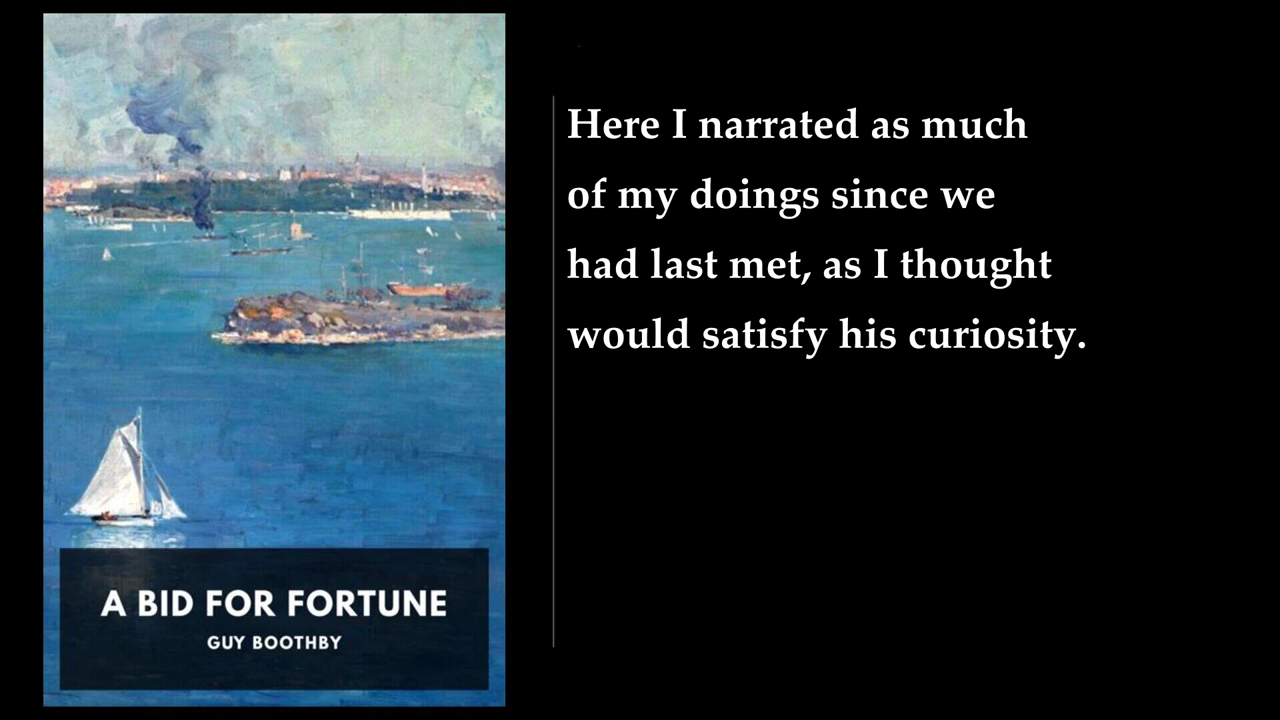 Here I narrated as much
of my doings since we
had last met, as I thought
would satisfy his curiosity.
A BID FOR FORTUNE
GUY BOOTHBY